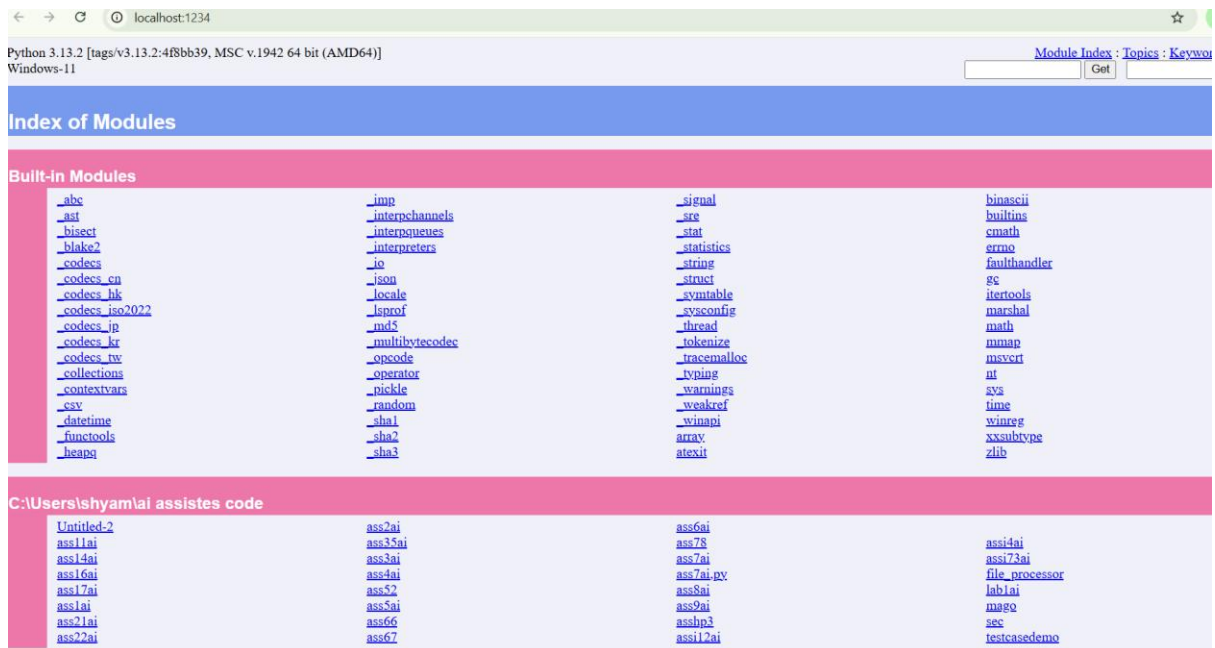 localhost:1234
Python 3.13.2 [tags/v3.13.2:4f8bb39, MSC v.1942 64 bit (AMD64)]
Windows-11
Module Index : Topics : Keywor
Get
Index of Modules
Built-in Modules
_abc _imp _signal binascii
_ast _interpchannels _sre builtins
_bisect _interpqueues _stat cmath
_blake2 _interpreters _statistics errno
_codecs _io _string faulthandler
_codecs_cn _json _struct gc
_codecs_hk _locale _symtable itertools
_codecs_iso2022 _lsprof _sysconfig marshal
_codecs_jp _md5 _thread math
_codecs_kr _multibytecodec _tokenize mmap
_codecs_tw _opcode _tracemalloc msvcrt
_collections _operator _typing nt
_contextvars _pickle _warnings sys
_csv _random _weakref time
_datetime _sha1 _winapi winreg
_functools _sha2 array xxsubtype
_heapq _sha3 atexit zlib
C:\Users\shyam\ai assistes code
Untitled-2 ass2ai ass6ai
ass11ai ass35ai ass78 assi4ai
ass14ai ass3ai ass7ai assi73ai
ass16ai ass4ai ass7ai.py file_processor
ass17ai ass52 ass8ai lab1ai
ass1ai ass5ai ass9ai mago
ass21ai ass66 asshp3 sec
ass22ai ass67 assi12ai testcasedemo